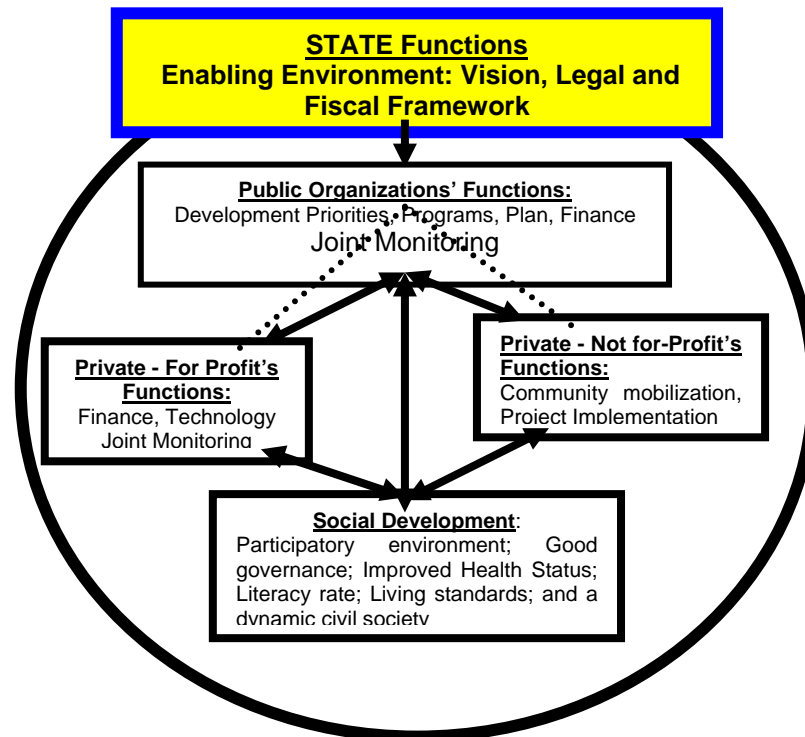 STATE Functions
Enabling Environment: Vision, Legal and
Fiscal Framework
Public Organizations’ Functions:
Development Priorities, Programs, Plan, Finance
Joint Monitoring
Private - For Profit’s
Functions:
Finance, Technology
Joint Monitoring
Private - Not for-Profit’s
Functions:
Community mobilization,
Project Implementation
Social Development:
Participatory environment; Good
governance; Improved Health Status;
Literacy rate; Living standards; and a
dynamic civil society